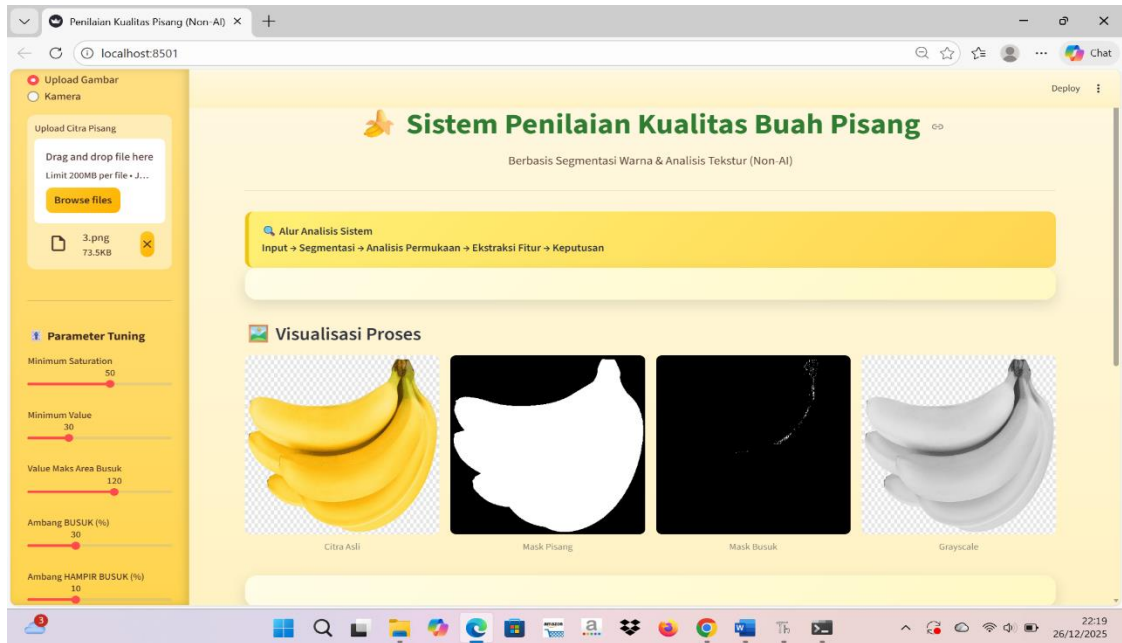 Penilaian Kualitas Pisang (Non-AI)
localhost:8501
Chat
Upload Gambar
Kamera
Upload Citra Pisang
Drag and drop file here
Limit 200MB per file • J...
Browse files
3.png
73.5KB
Parameter Tuning
Minimum Saturation
50
Minimum Value
30
Value Maks Area Busuk
120
Ambang BUSUK (%)
30
Ambang HAMPIR BUSUK (%)
10
Deploy
Sistem Penilaian Kualitas Buah Pisang
Berbasis Segmentasi Warna & Analisis Tekstur (Non-AI)
Alur Analisis Sistem
Input → Segmentasi → Analisis Permukaan → Ekstraksi Fitur → Keputusan
Visualisasi Proses
Citra Asli
Mask Pisang
Mask Busuk
Grayscale
3
22:19
26/12/2025